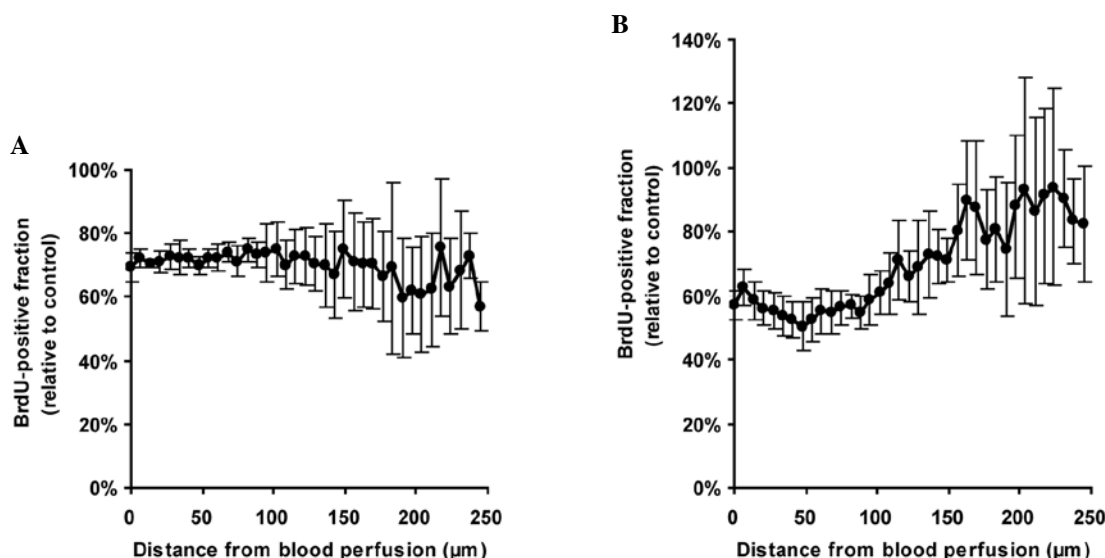 A
100%
80%
60%
40%
20%
0%
BrdU-positive fraction
(relative to control)
0 50 100 150 200 250
Distance from blood perfusion (µm)
B
140%
120%
100%
80%
60%
40%
20%
0%
BrdU-positive fraction
(relative to control)
0 50 100 150 200 250
Distance from blood perfusion (µm)